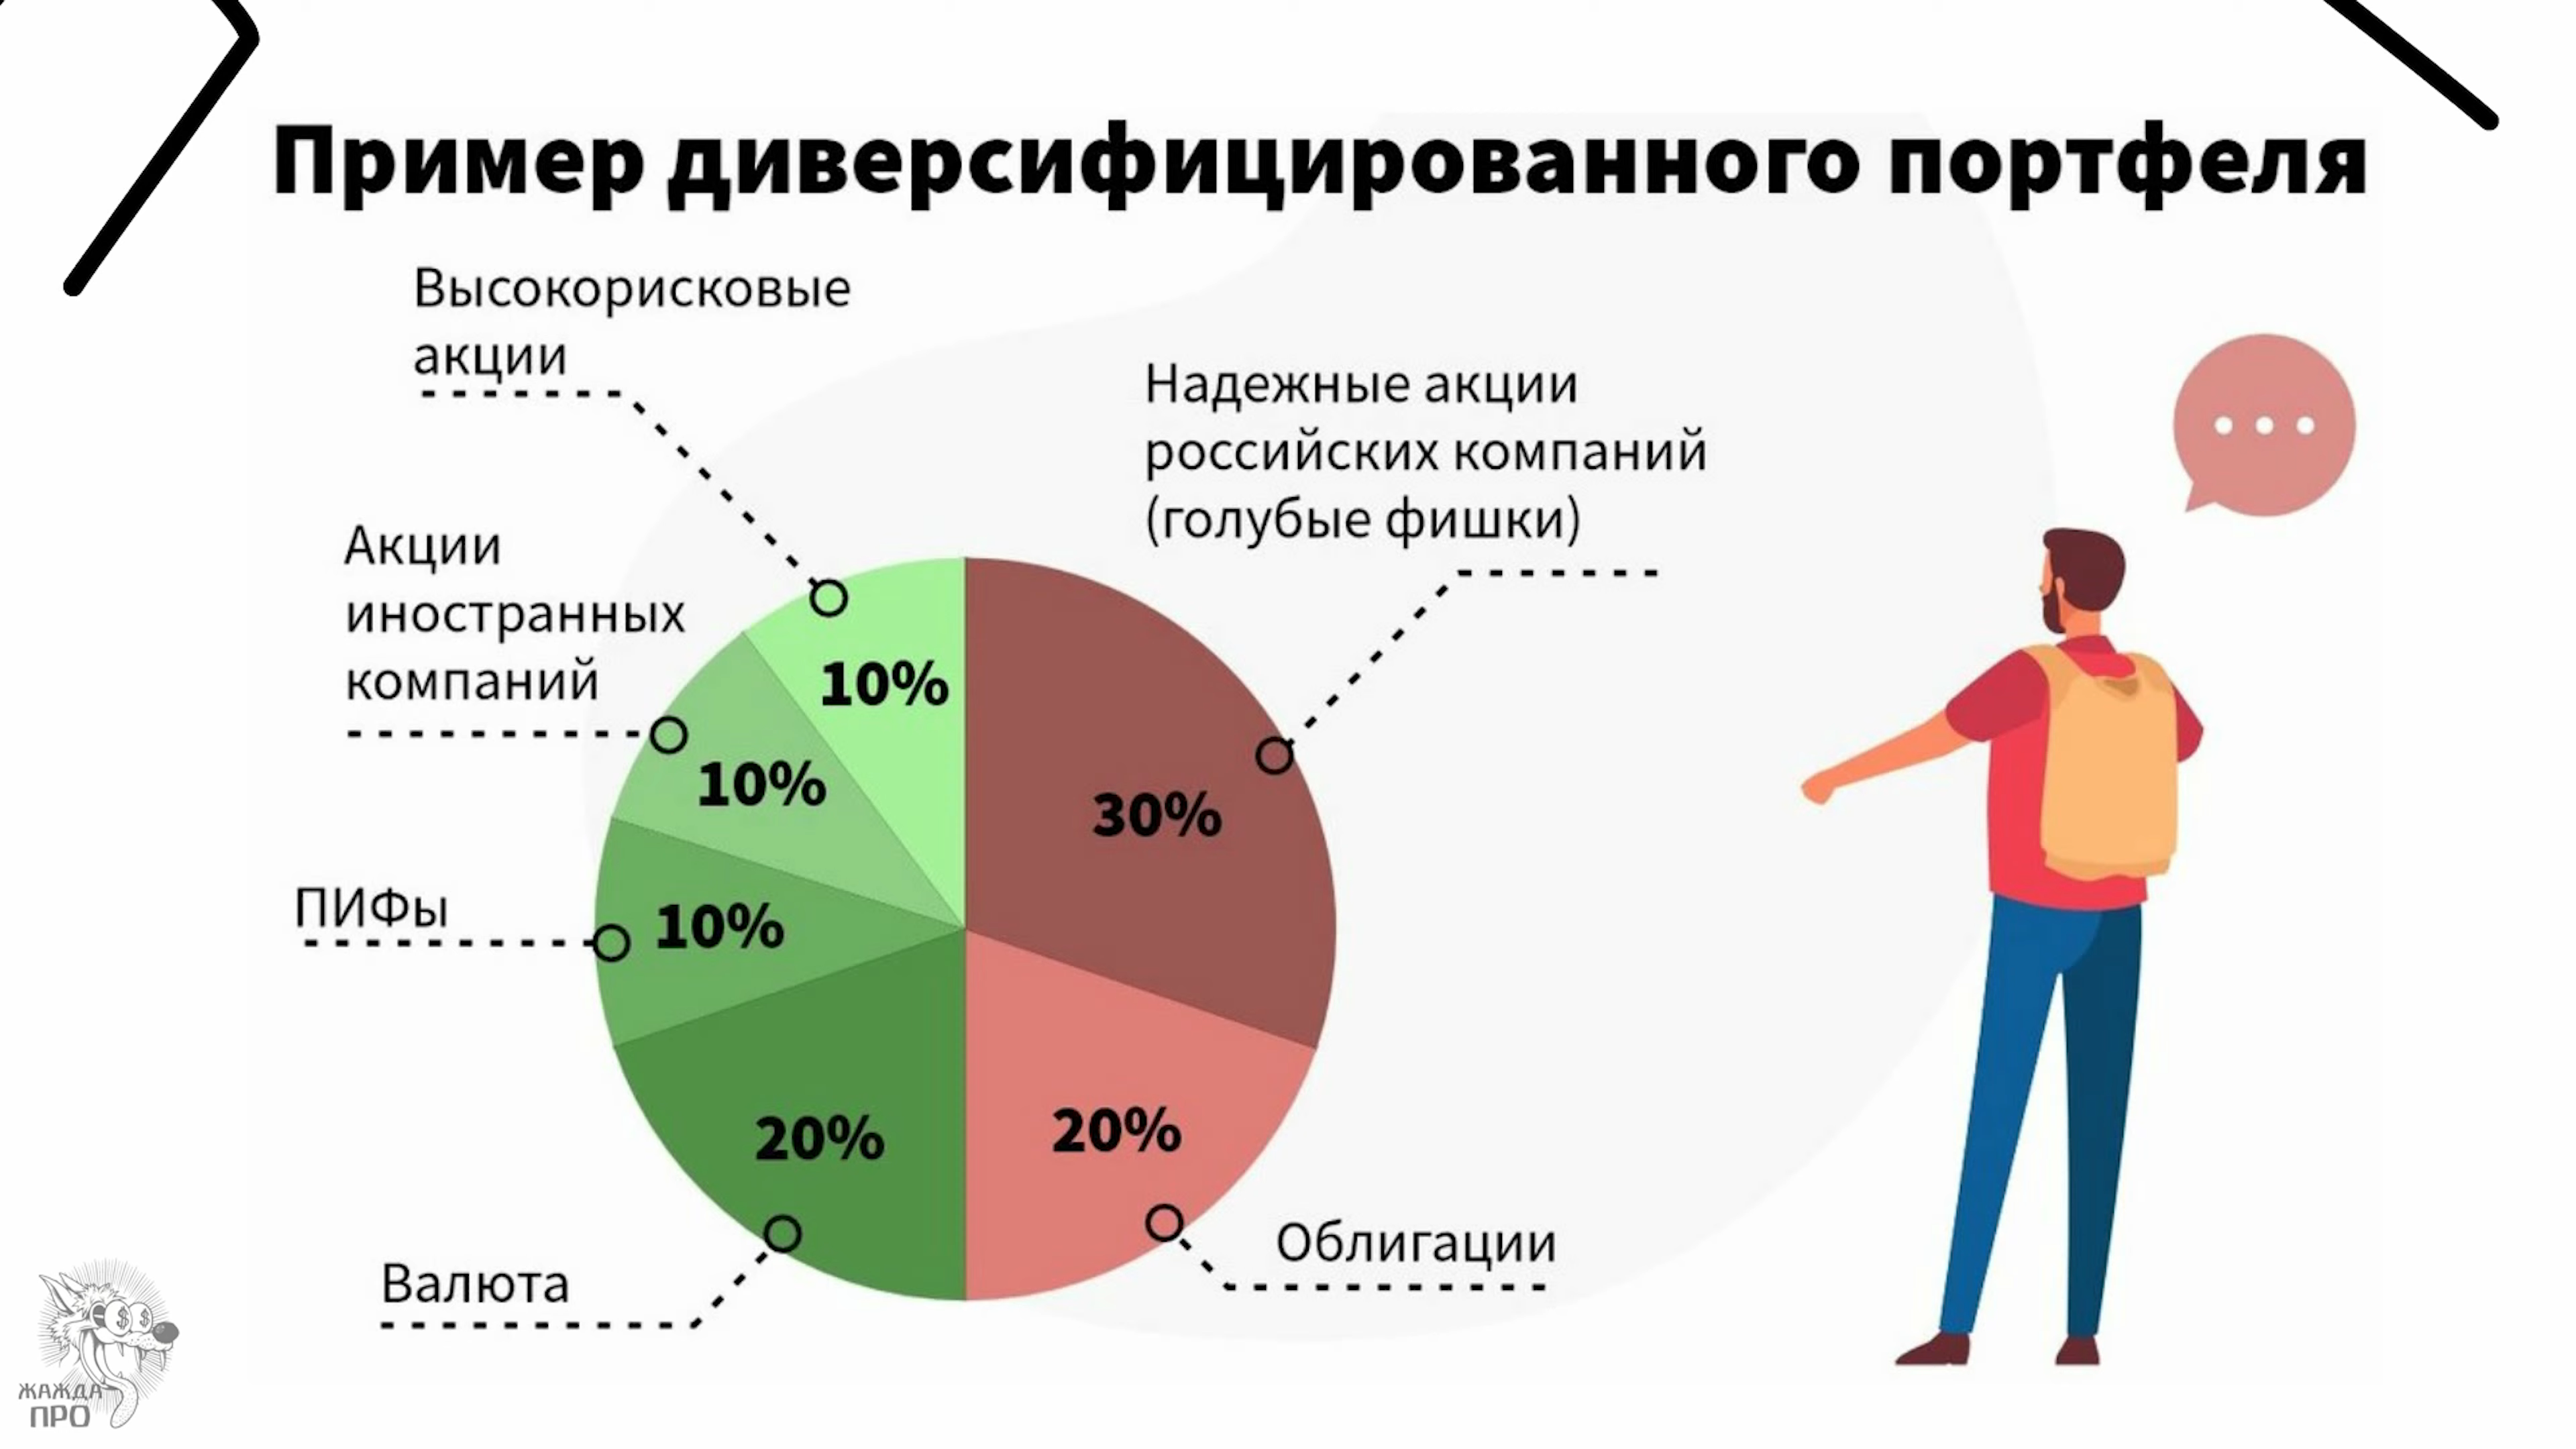 Пример диверсифицированного портфеля
Высокорисковые
акции
Надежные акции
российских компаний
(голубые фишки)
Акции
иностранных
компаний
10%
10%
30%
ПИФы
10%
20%
20%
Облигации
Валюта
$ $
ЖАЖДА
ПРО